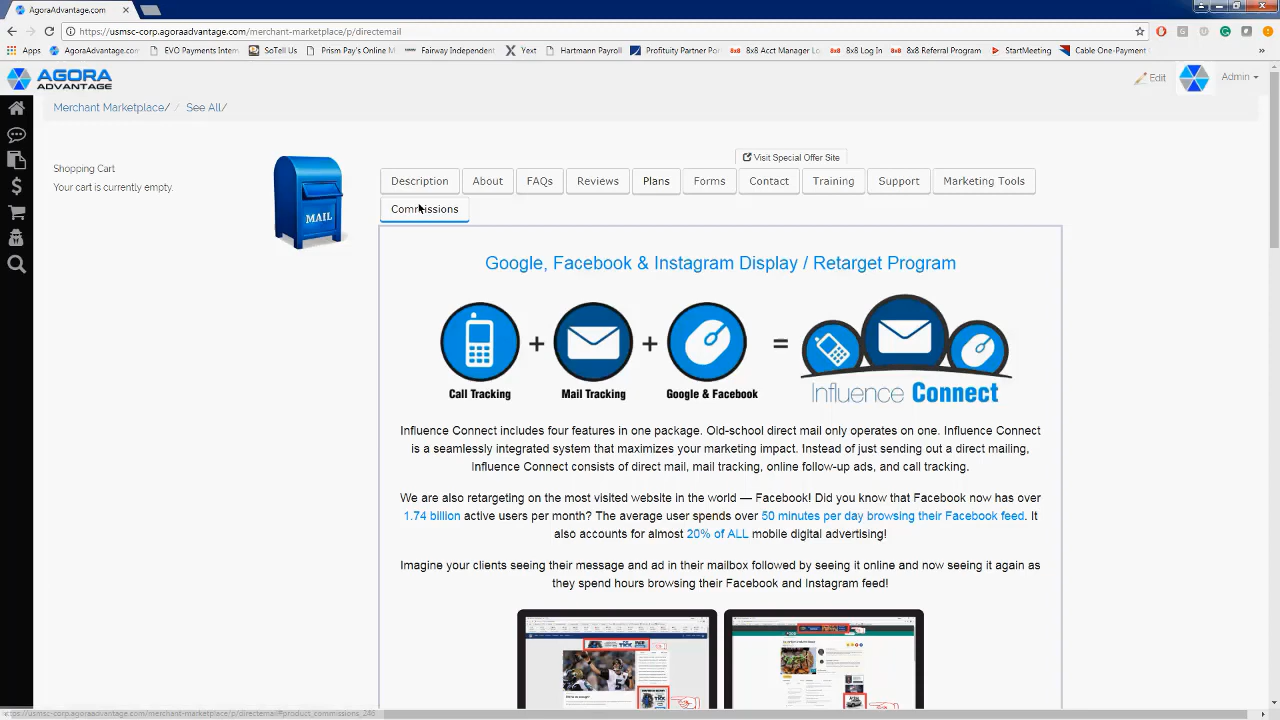 AgoraAdvantage.com
https://usmsc-corp.agoraadvantage.com/merchant-marketplace/p/directemail
Apps AgoraAdvantage.co EVO Payments Intern SoTell Us Prism Pay's Online M Fairwinn Yext Hartmann Payroll Profituity Partner 8x8 Acct Manager Lo 8x8 Log In 8x8 Referral Program StartMeeting Cable One-Payment »
AGORA
ADVANTAGE
Edit Admin
Merchant Marketplace/ / See All/
Visit Special Offer Site
Shopping Cart
Your cart is currently empty.
MAIL
Description About FAQs Reviews Plans Forms Contact Training Support Marketing Tools
Commissions
Google, Facebook & Instagram Display / Retarget Program
+ + =
Call Tracking Mail Tracking Google & Facebook Influence Connect
Influence Connect includes four features in one package. Old-school direct mail only operates on one. Influence Connect
is a seamlessly integrated system that maximizes your marketing impact. Instead of just sending out a direct mailing,
Influence Connect consists of direct mail, mail tracking, online follow-up ads, and call tracking.
We are also retargeting on the most visited website in the world — Facebook! Did you know that Facebook now has over
1.74 billion active users per month? The average user spends over 50 minutes per day browsing their Facebook feed. It
also accounts for almost 20% of ALL mobile digital advertising!
Imagine your clients seeing their message and ad in their mailbox followed by seeing it online and now seeing it again as
they spend hours browsing their Facebook and Instagram feed!
https://usmsc-corp.agoraadvantage.com/merchant-marketplace/p/directemail#product_commissions_246